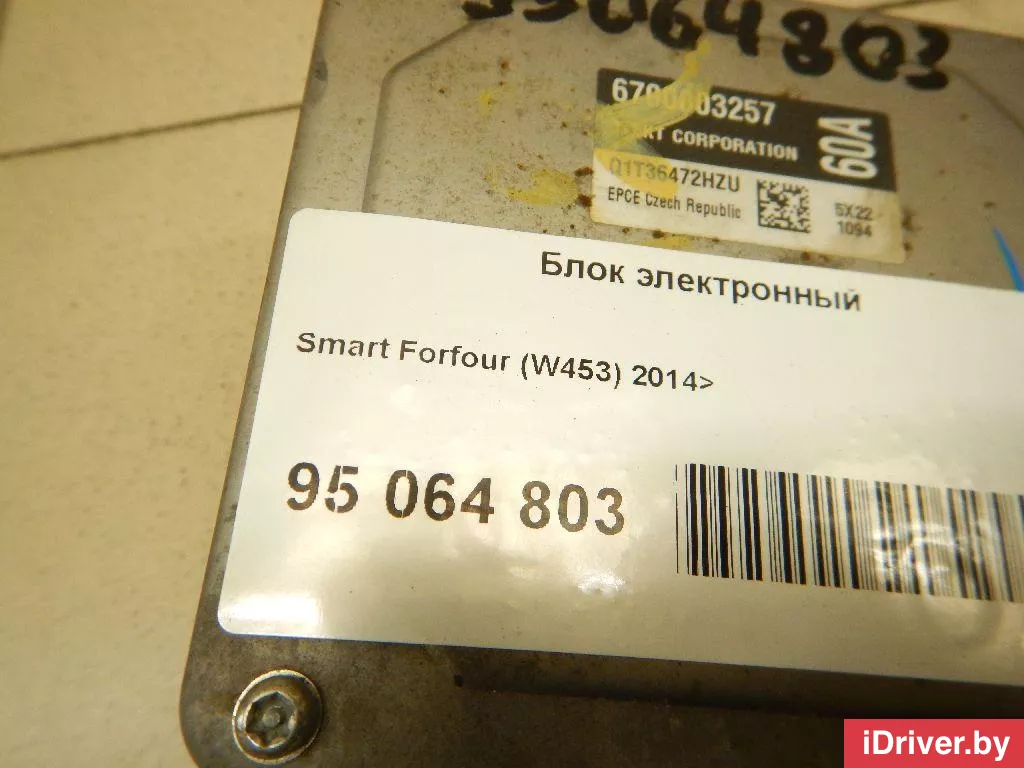 95064803
CORPORATION
60A
Q1T36472HZU
EPCE Czech Republic
5X22
1094
Блок электронный
Smart Forfour (W453) 2014>
95 064 803
iDriver.by